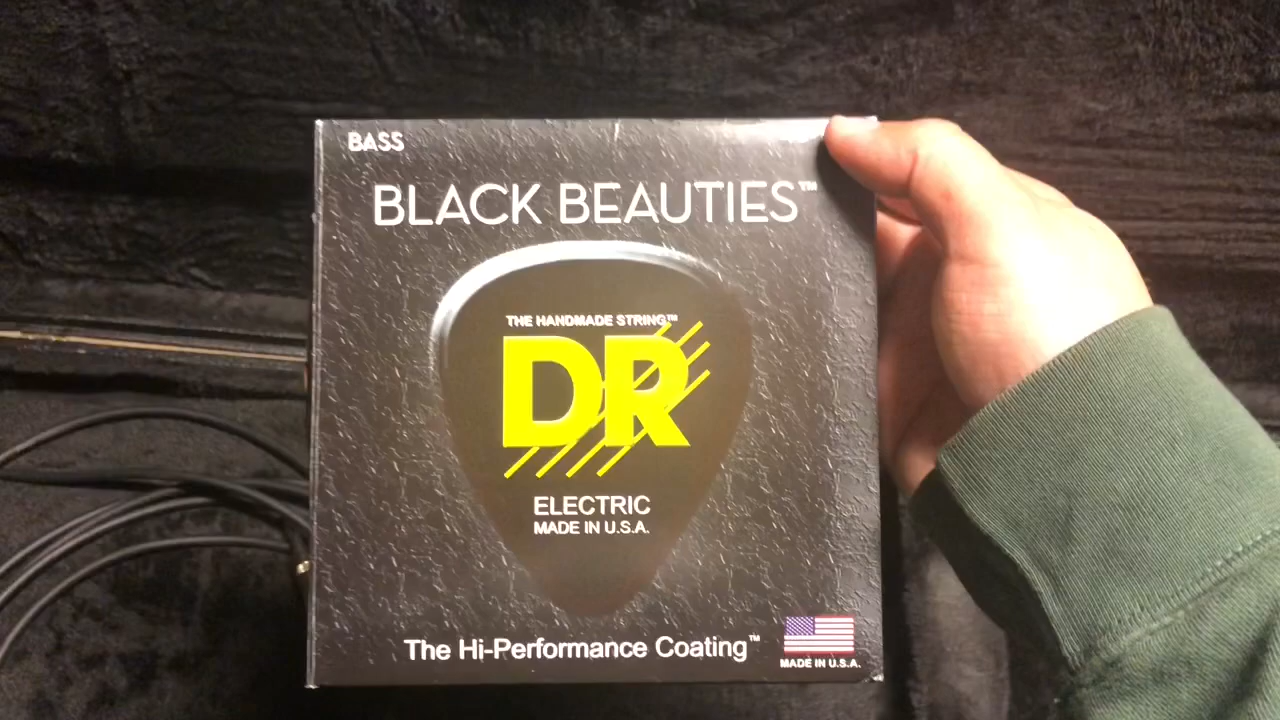 BASS
BLACK BEAUTIES™
THE HANDMADE STRING™
DR
ELECTRIC
MADE IN U.S.A.
The Hi-Performance Coating™
MADE IN U.S.A.